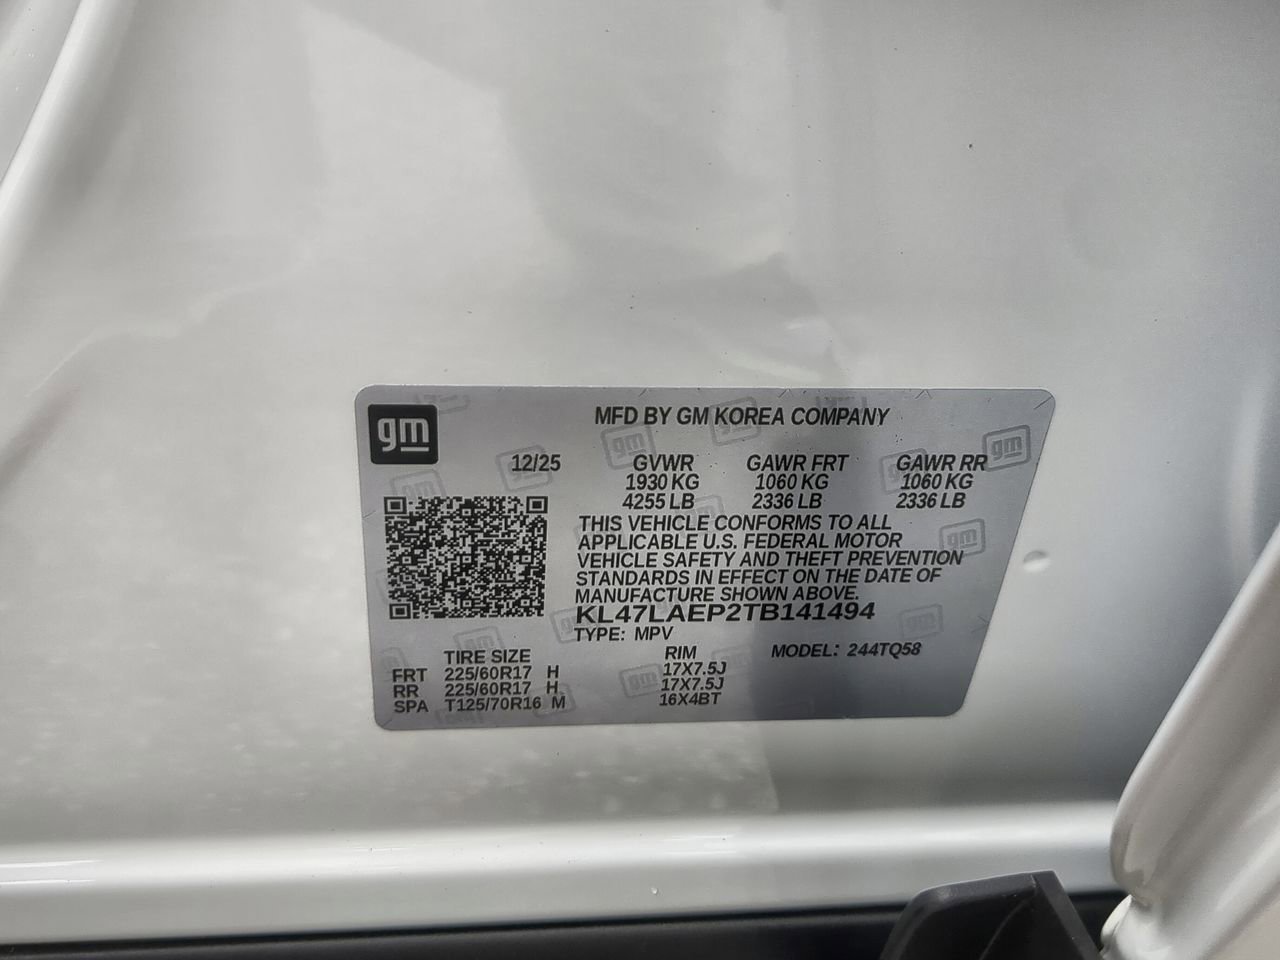 gm
MFD BY GM KOREA COMPANY
12/25 GVWR GAWR FRT GAWR RR
1930 KG 1060 KG 1060 KG
4255 LB 2336 LB 2336 LB
THIS VEHICLE CONFORMS TO ALL
APPLICABLE U.S. FEDERAL MOTOR
VEHICLE SAFETY AND THEFT PREVENTION
STANDARDS IN EFFECT ON THE DATE OF
MANUFACTURE SHOWN ABOVE.
KL47LAEP2TB141494
TYPE: MPV
MODEL: 244TQ58
TIRE SIZE RIM
FRT 225/60R17 H 17X7.5J
RR 225/60R17 H 17X7.5J
SPA T125/70R16 M 16X4BT